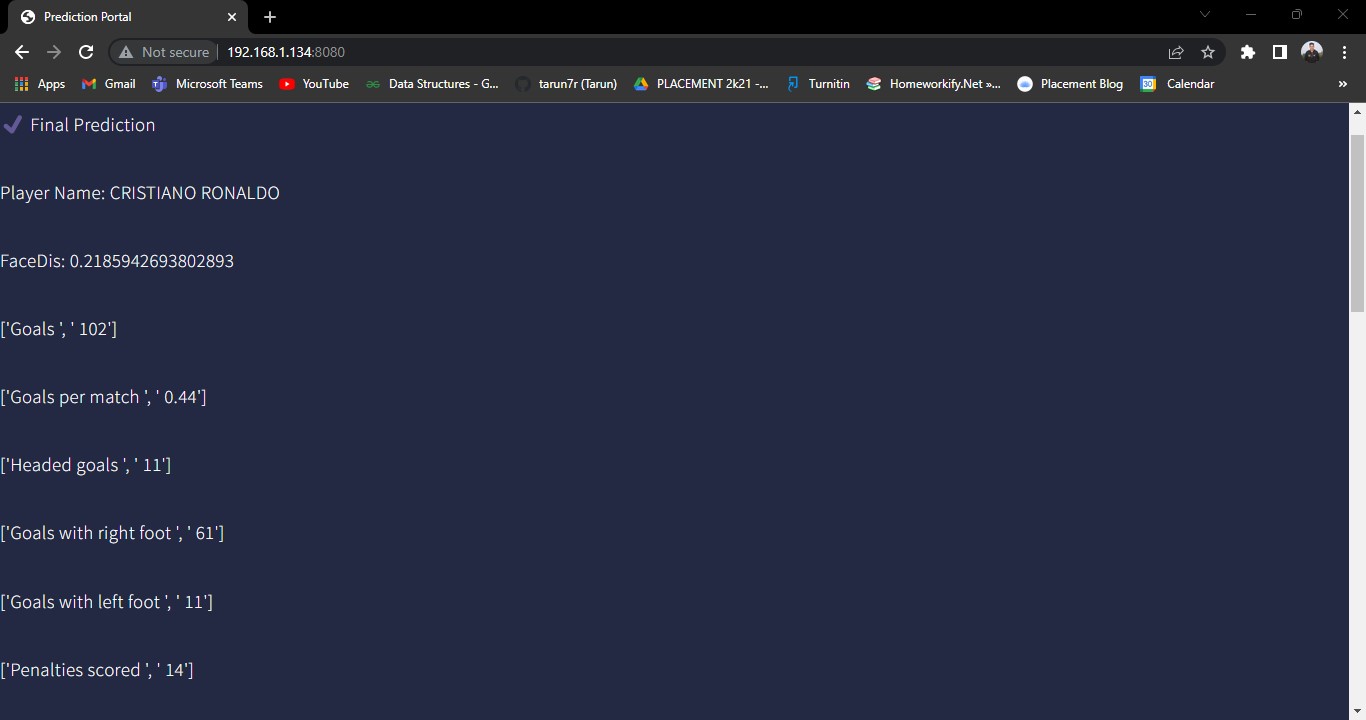 Prediction Portal
Not secure 192.168.1.134:8080
Apps Gmail Microsoft Teams YouTube Data Structures - G... tarun7r (Tarun) PLACEMENT 2k21 -... Turnitin Homeworkify.Net »... Placement Blog 30 Calendar »
Final Prediction
Player Name: CRISTIANO RONALDO
FaceDis: 0.2185942693802893
['Goals ', ' 102']
['Goals per match ', ' 0.44']
['Headed goals ', ' 11']
['Goals with right foot ', ' 61']
['Goals with left foot ', ' 11']
['Penalties scored ', ' 14']